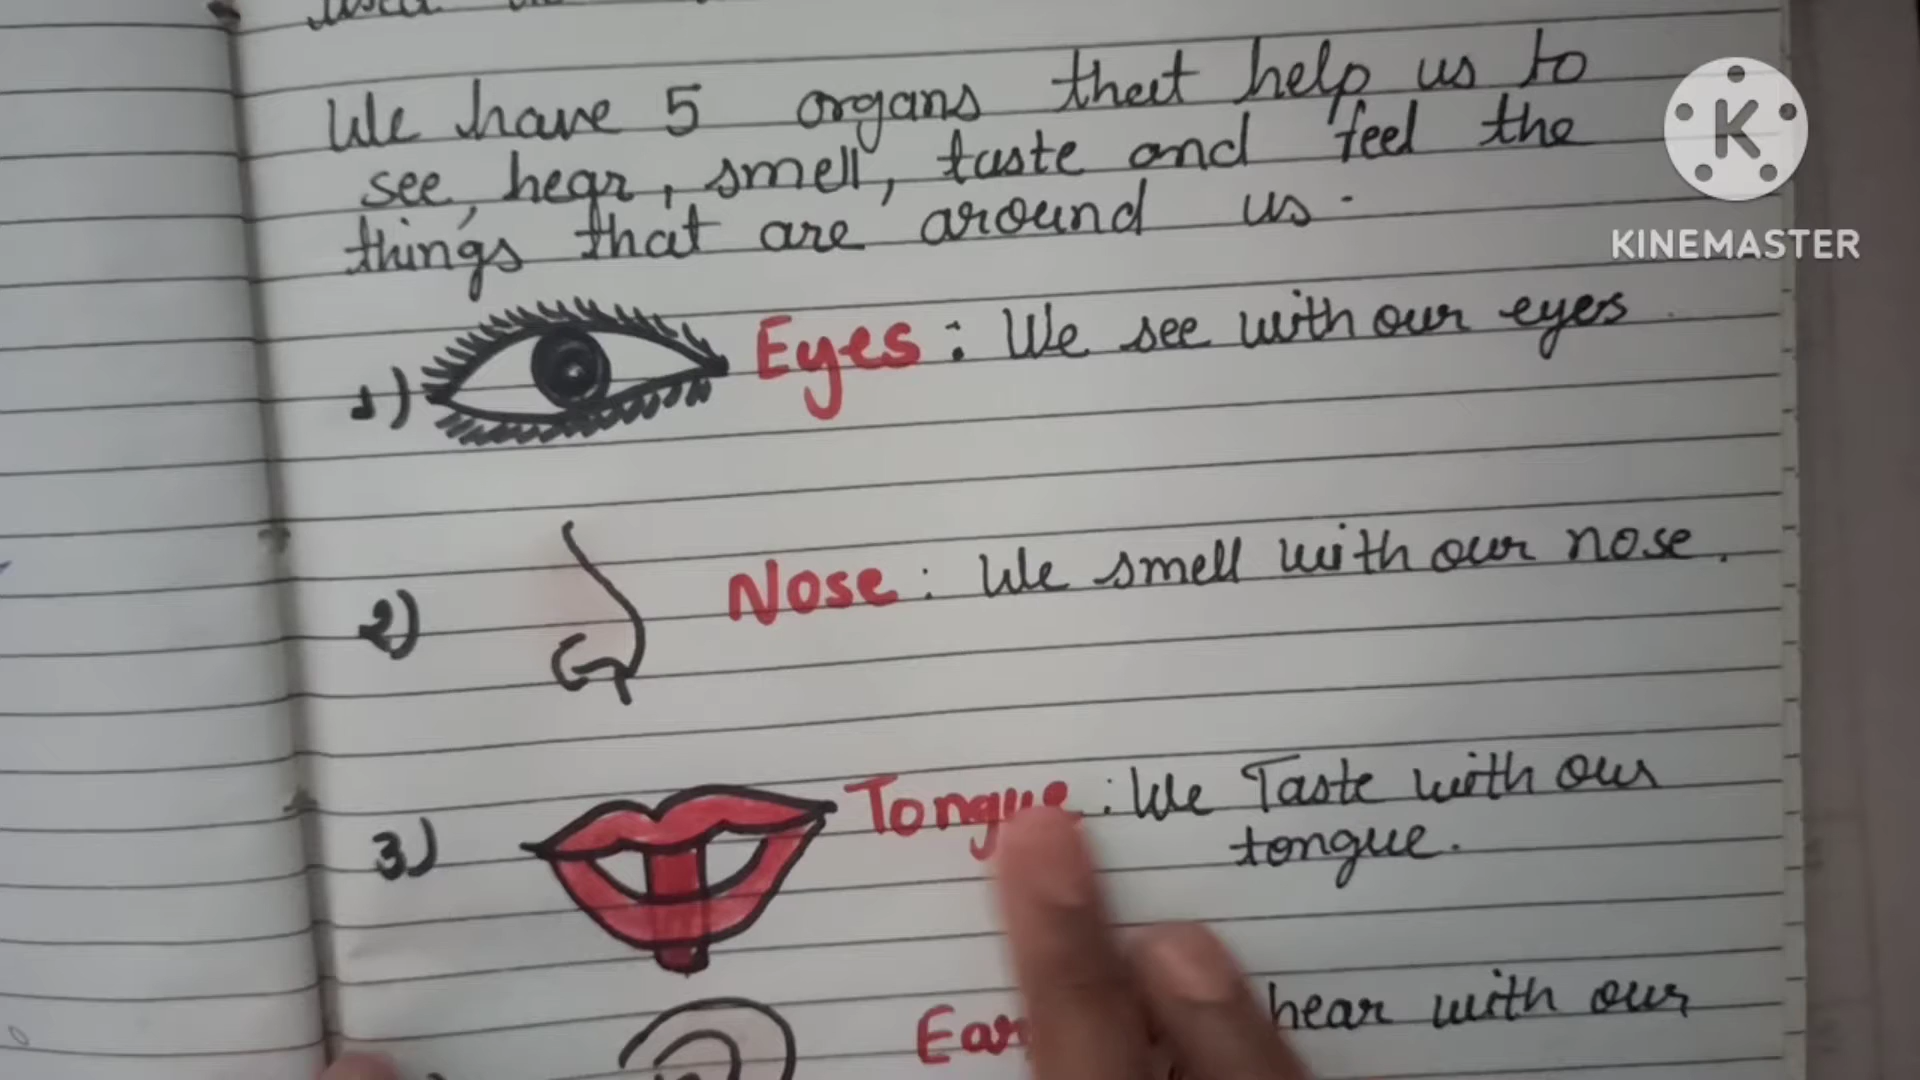 We have 5 organs that help us to
see, hear, smell, taste and feel the
things that are around us.
1) Eyes: We see with our eyes
2) Nose: We smell with our nose.
3) Tongue: We Taste with our
tongue.
Ear hear with our
K
KINEMASTER